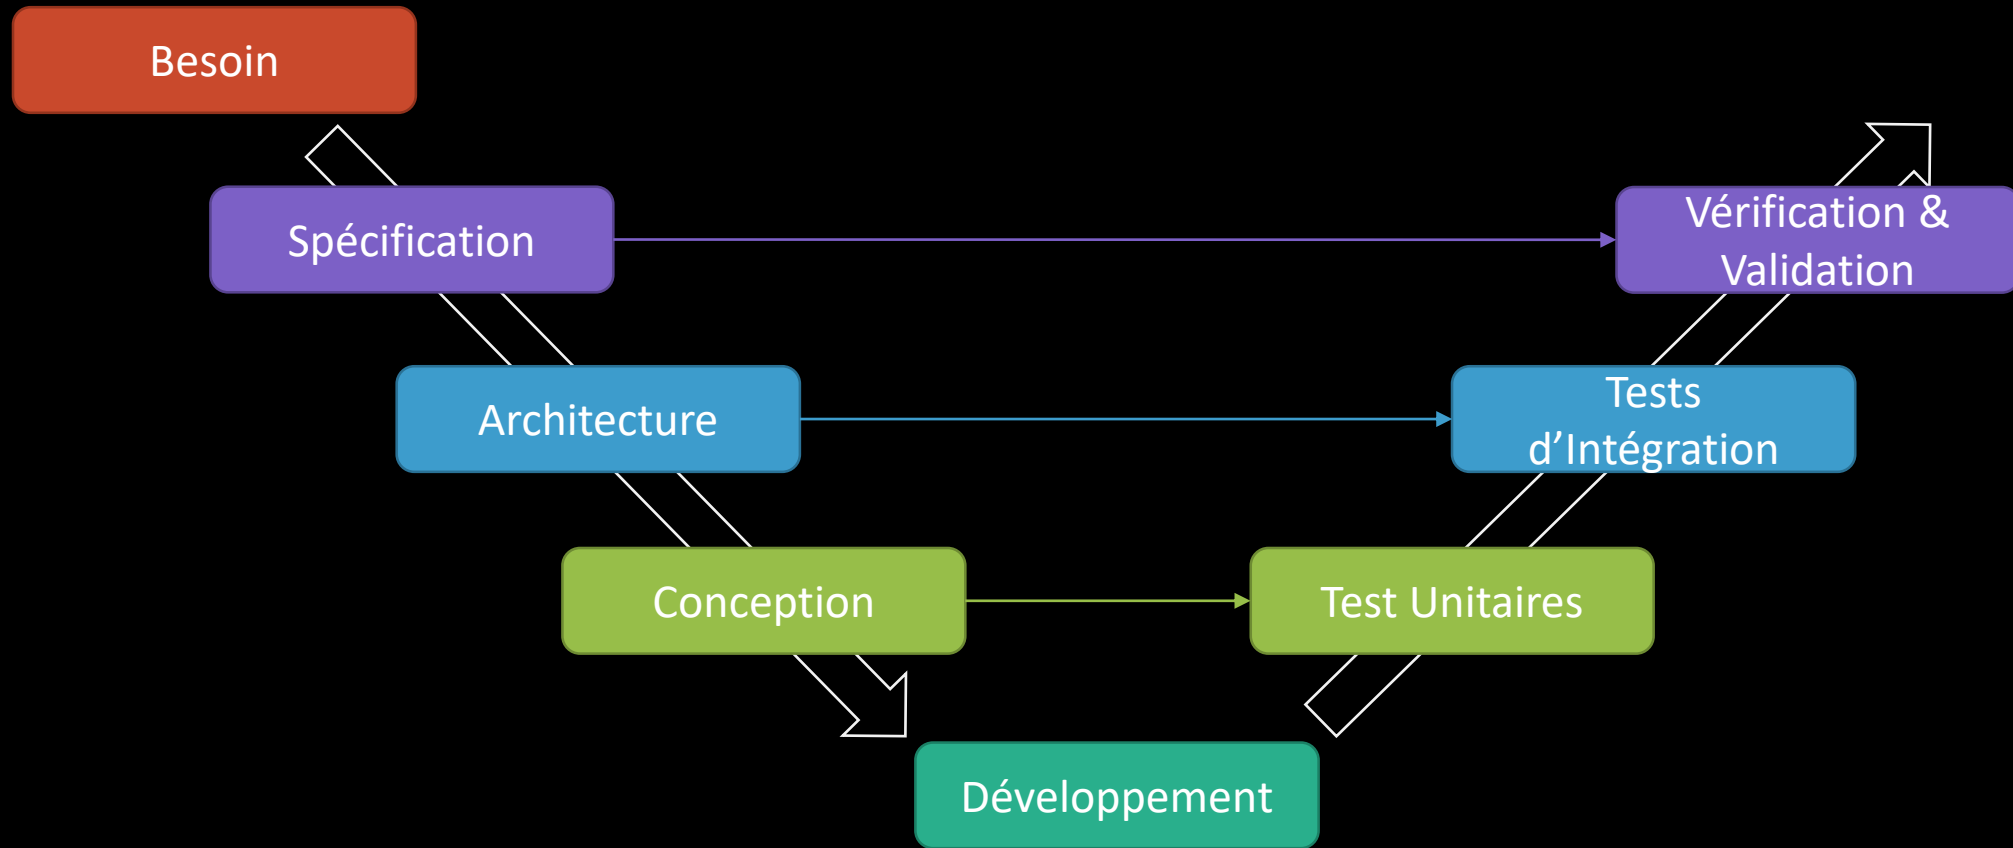 Besoin
Spécification
Vérification &
Validation
Architecture
Tests
d’Intégration
Conception
Test Unitaires
Développement